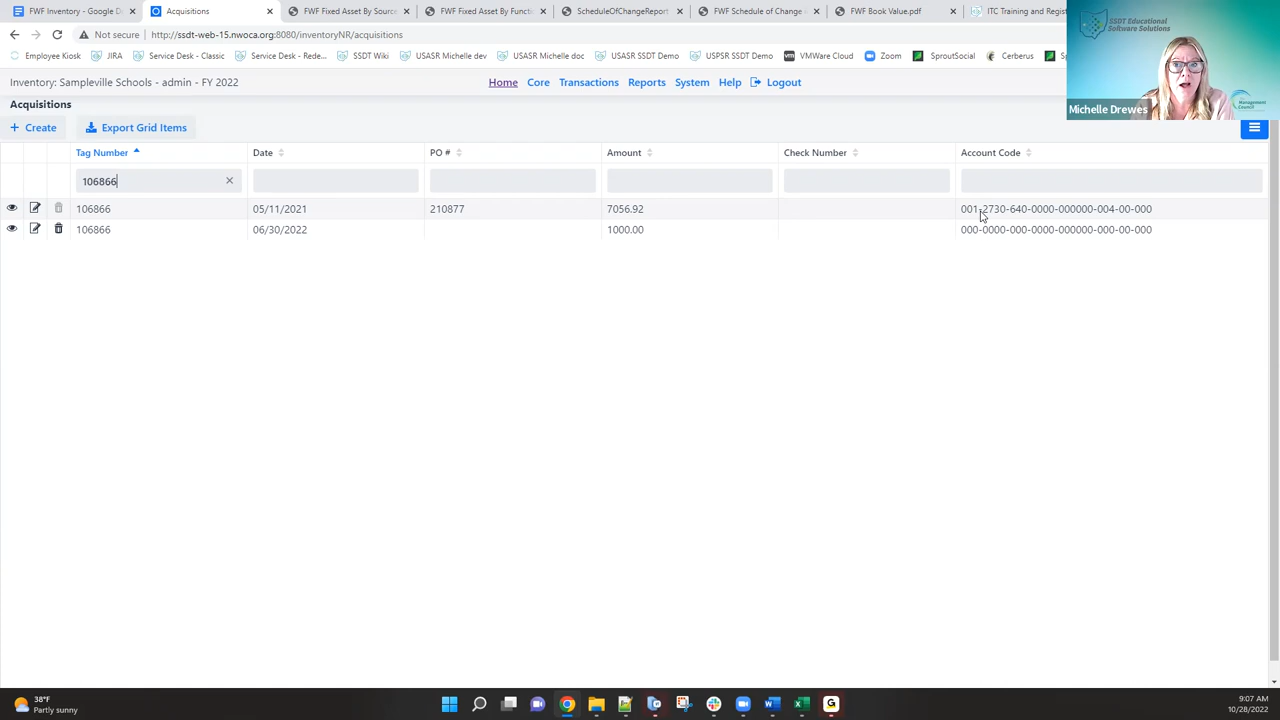 FWF Inventory - word
Acquisitions
FWF Fixed Asset By Sour
FWF Fixed Asset By Functi
ScheduleOfChangeReport
FWF Schedule of Change
FWF Book Value.pdf
ITC Training and Regist
Not secure
http://ssdt-web-15.nwoca.org:8080/inventoryNR/acquisitions
Employee Kiosk
JIRA
Service Desk - Classic
Service Desk - Rede...
SSDT Wiki
USASR Michelle dev
USASR Michelle doc
USASR SSDT Demo
USPSR SSDT Demo
VMWare Cloud
Zoom
SproutSocial
Cerberus
SSDT Educational
Software Solutions
Management
Council
Michelle Drewes
Inventory: Sampleville Schools - admin - FY 2022
Home Core Transactions Reports System Help Logout
Acquisitions
+ Create Export Grid Items
Tag Number Date PO # Amount Check Number Account Code
106866
106866 05/11/2021 210877 7056.92 001-2730-640-0000-000000-004-00-000
106866 06/30/2022 1000.00 000-0000-000-0000-000000-000-00-000
38°F
Partly sunny
9:07 AM
10/28/2022